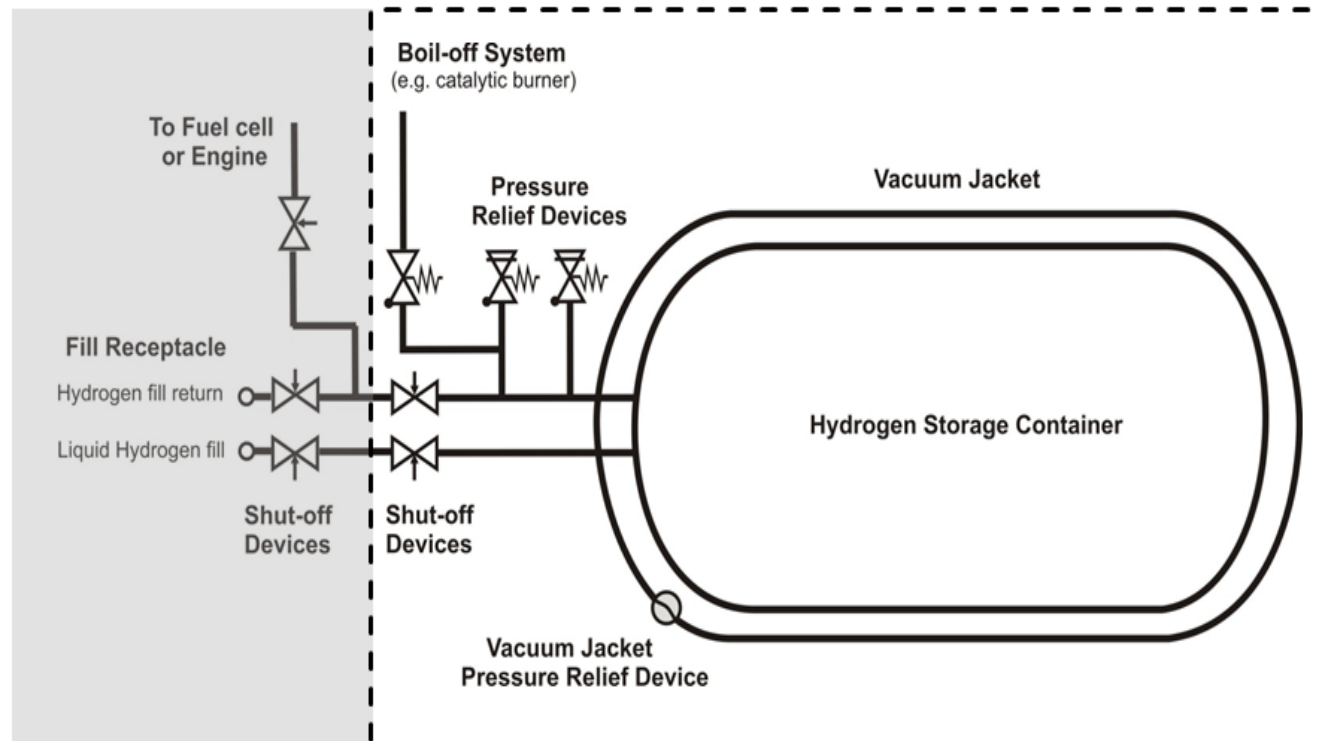 Boil-off System
(e.g. catalytic burner)
To Fuel cell
or Engine
Pressure
Relief Devices
Vacuum Jacket
Fill Receptacle
Hydrogen fill return
Liquid Hydrogen fill
Hydrogen Storage Container
Shut-off
Devices
Shut-off
Devices
Vacuum Jacket
Pressure Relief Device